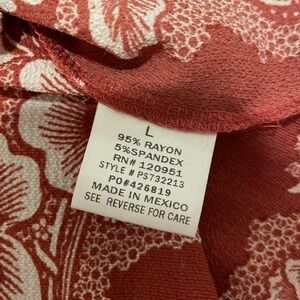 L
95% RAYON
5%SPANDEX
RN# 120951
STYLE # PS732213
PO#426819
MADE IN MEXICO
SEE REVERSE FOR CARE